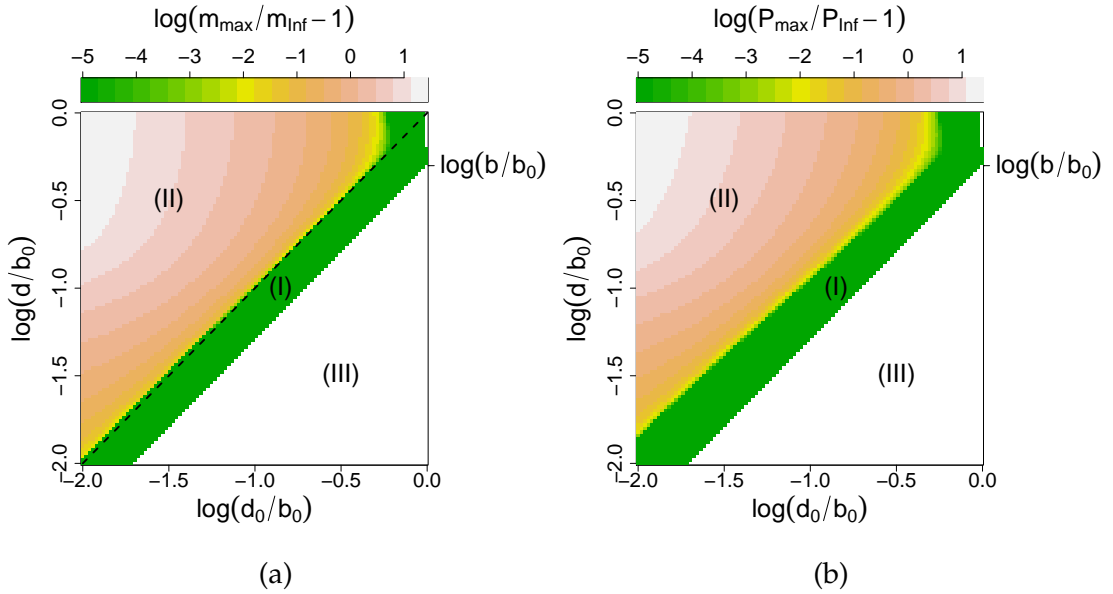 log(m_max/m_Inf − 1)
−5 −4 −3 −2 −1 0 1
log(d/b_0)
0.0
−0.5
−1.0
−1.5
−2.0
(II)
(I)
(III)
log(b/b_0)
−2.0 −1.5 −1.0 −0.5 0.0
log(d_0/b_0)
(a)
log(P_max/P_Inf − 1)
−5 −4 −3 −2 −1 0 1
log(d/b_0)
0.0
−0.5
−1.0
−1.5
−2.0
(II)
(I)
(III)
log(b/b_0)
−2.0 −1.5 −1.0 −0.5 0.0
log(d_0/b_0)
(b)